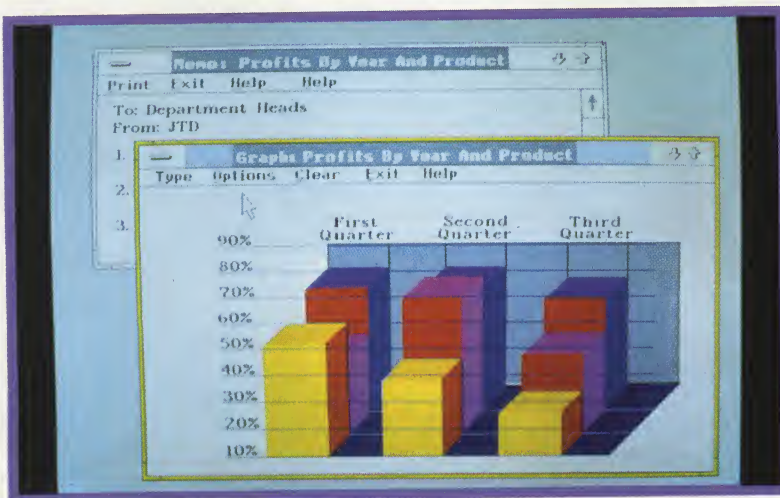 Memo: Profits By Year And Product
Print Exit Help Help
To: Department Heads
From: JTD
1.
2.
3.
Graph: Profits By Year And Product
Type Options Clear Exit Help
First Quarter
Second Quarter
Third Quarter
90%
80%
70%
60%
50%
40%
30%
20%
10%